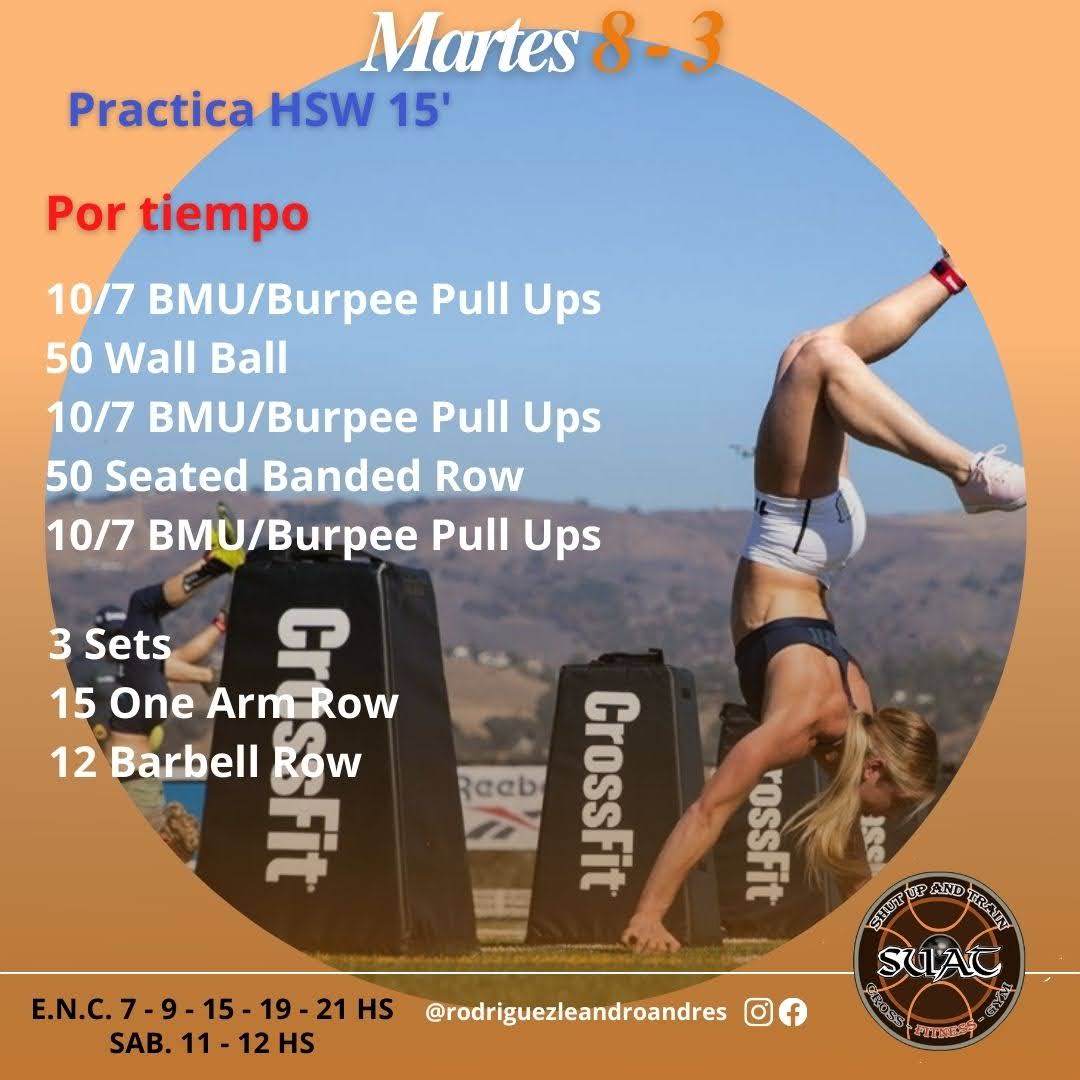 Martes 8 - 3
Practica HSW 15'
Por tiempo
10/7 BMU/Burpee Pull Ups
50 Wall Ball
10/7 BMU/Burpee Pull Ups
50 Seated Banded Row
10/7 BMU/Burpee Pull Ups
3 Sets
15 One Arm Row
12 Barbell Row
CrossFit
CrossFit
Reebo
rossFit
ssFit
SHUT UP AND TRAIN
SUAT
CROSS - FITNESS - GYM
E.N.C. 7 - 9 - 15 - 19 - 21 HS
SAB. 11 - 12 HS
@rodriguezleandroandres